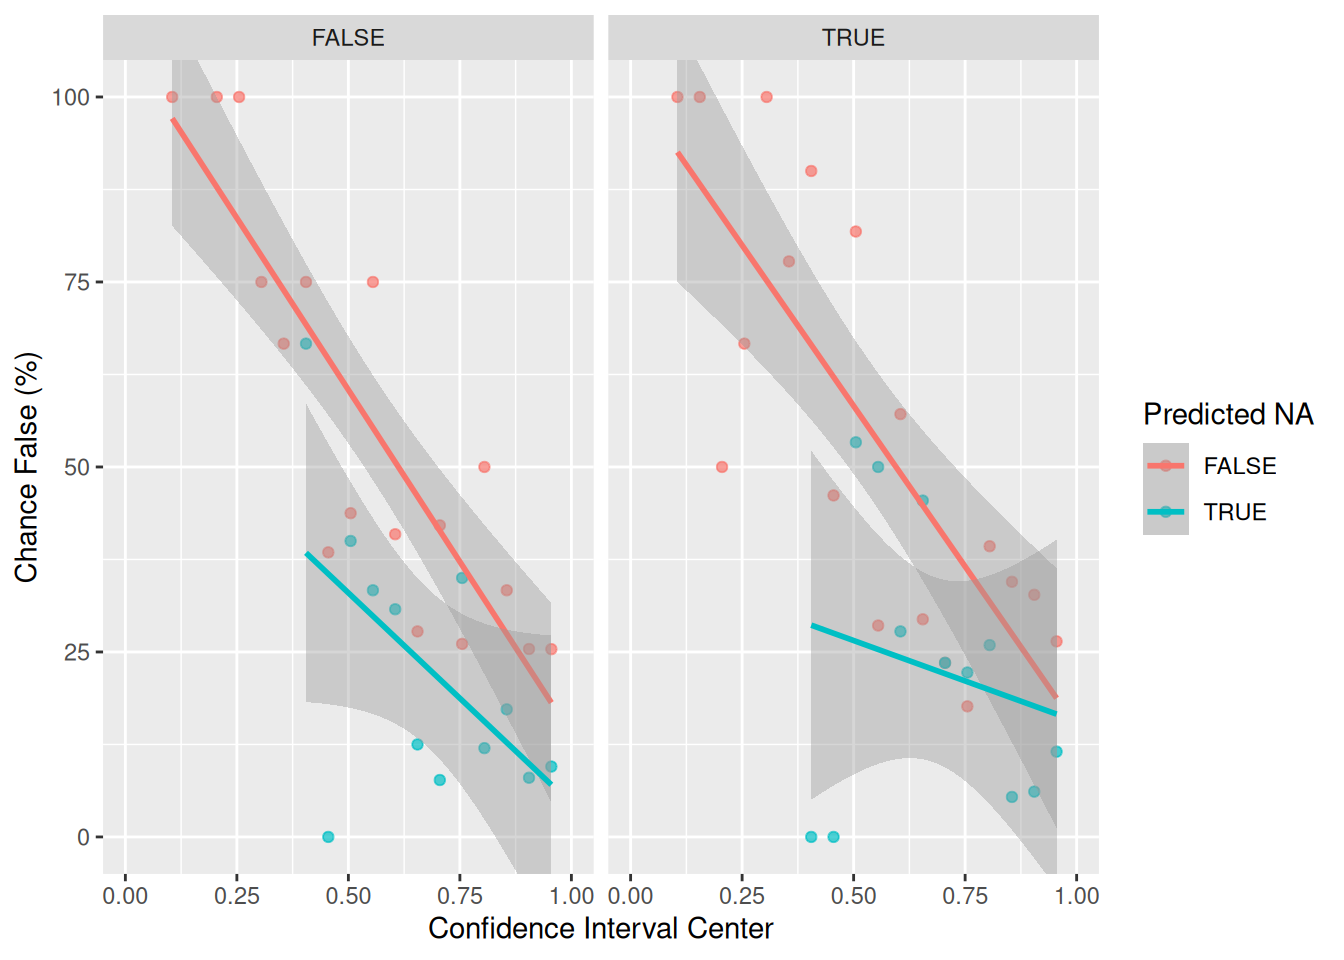 FALSE
TRUE
100
75
50
25
0
Chance False (%)
0.00 0.25 0.50 0.75 1.00
0.00 0.25 0.50 0.75 1.00
Confidence Interval Center
Predicted NA
FALSE
TRUE